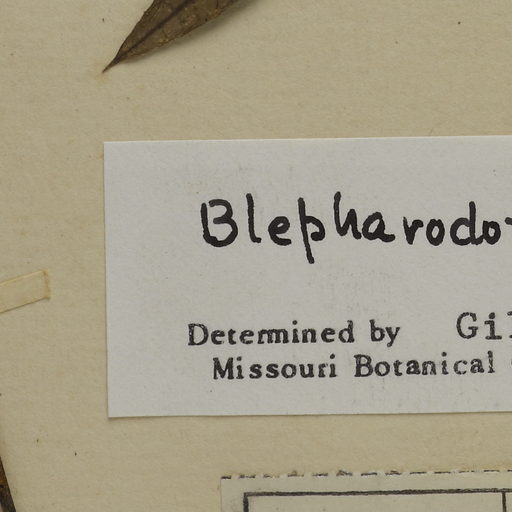 Blepharodo
Determined by Gil
Missouri Botanical